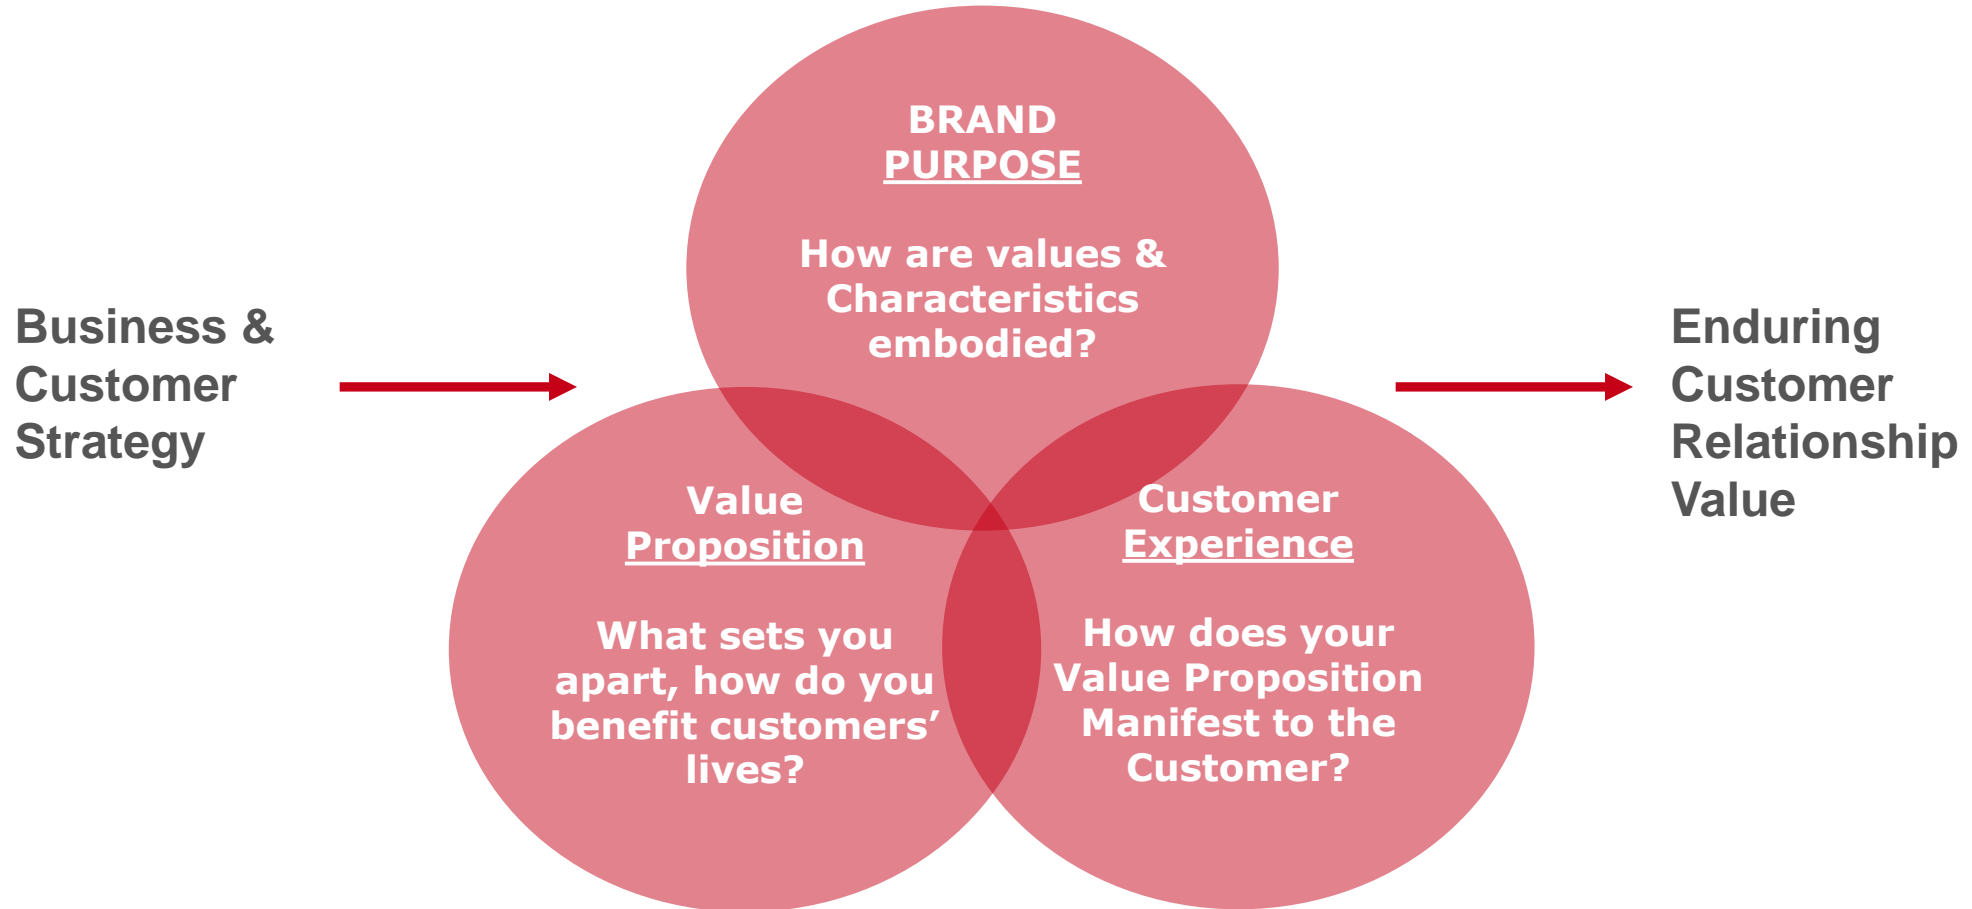 BRAND
PURPOSE
How are values &
Characteristics
embodied?
Business &
Customer
Strategy
Enduring
Customer
Relationship
Value
Value
Proposition
What sets you
apart, how do you
benefit customers’
lives?
Customer
Experience
How does your
Value Proposition
Manifest to the
Customer?